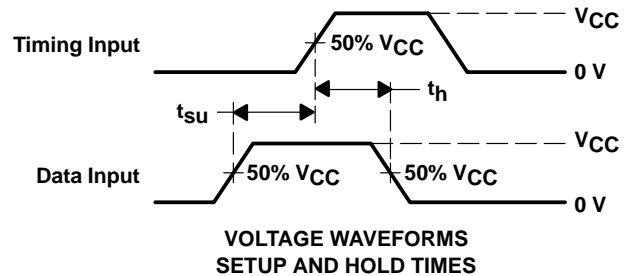 VCC
Timing Input
50% VCC
0 V
th
tsu
VCC
Data Input
50% VCC
50% VCC
0 V
VOLTAGE WAVEFORMS
SETUP AND HOLD TIMES